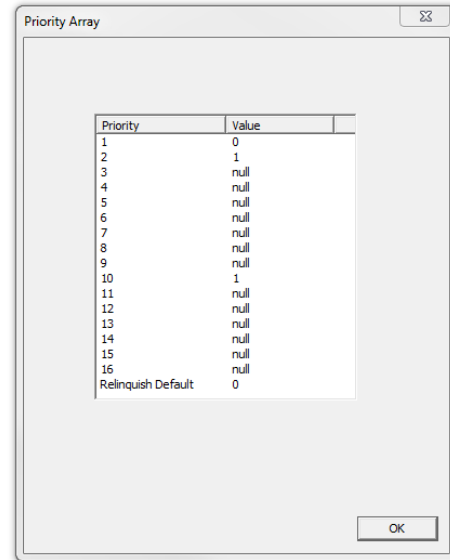 Priority Array
Priority Value
1 0
2 1
3 null
4 null
5 null
6 null
7 null
8 null
9 null
10 1
11 null
12 null
13 null
14 null
15 null
16 null
Relinquish Default 0
OK